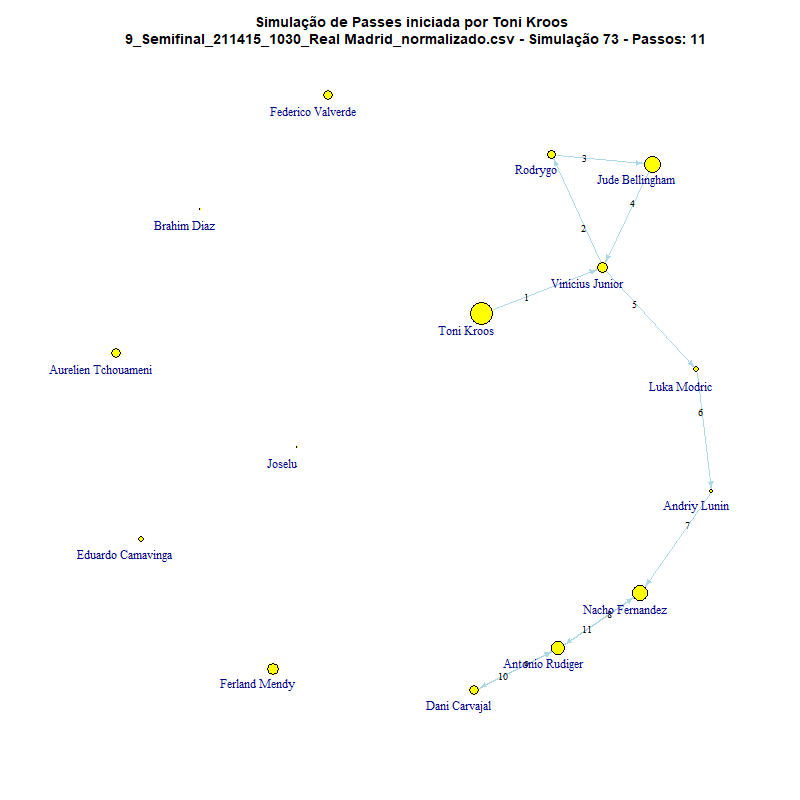 Simulação de Passes iniciada por Toni Kroos
9_Semifinal_211415_1030_Real Madrid_normalizado.csv - Simulação 73 - Passos: 11
Federico Valverde
Rodrygo
3
Jude Bellingham
4
Brahim Diaz
2
Vinicius Junior
1
5
Toni Kroos
Aurelien Tchouameni
Luka Modric
6
Joselu
Andriy Lunin
7
Eduardo Camavinga
Nacho Fernandez
8
11
Antonio Rudiger
9
10
Ferland Mendy
Dani Carvajal